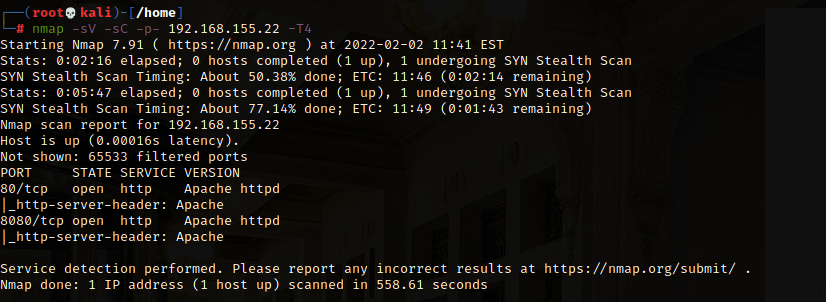 (root💀kali)-[/home]
# nmap -sV -sC -p- 192.168.155.22 -T4
Starting Nmap 7.91 ( https://nmap.org ) at 2022-02-02 11:41 EST
Stats: 0:02:16 elapsed; 0 hosts completed (1 up), 1 undergoing SYN Stealth Scan
SYN Stealth Scan Timing: About 50.38% done; ETC: 11:46 (0:02:14 remaining)
Stats: 0:05:47 elapsed; 0 hosts completed (1 up), 1 undergoing SYN Stealth Scan
SYN Stealth Scan Timing: About 77.14% done; ETC: 11:49 (0:01:43 remaining)
Nmap scan report for 192.168.155.22
Host is up (0.00016s latency).
Not shown: 65533 filtered ports
PORT     STATE SERVICE VERSION
80/tcp   open  http    Apache httpd
|_http-server-header: Apache
8080/tcp open  http    Apache httpd
|_http-server-header: Apache
Service detection performed. Please report any incorrect results at https://nmap.org/submit/ .
Nmap done: 1 IP address (1 host up) scanned in 558.61 seconds